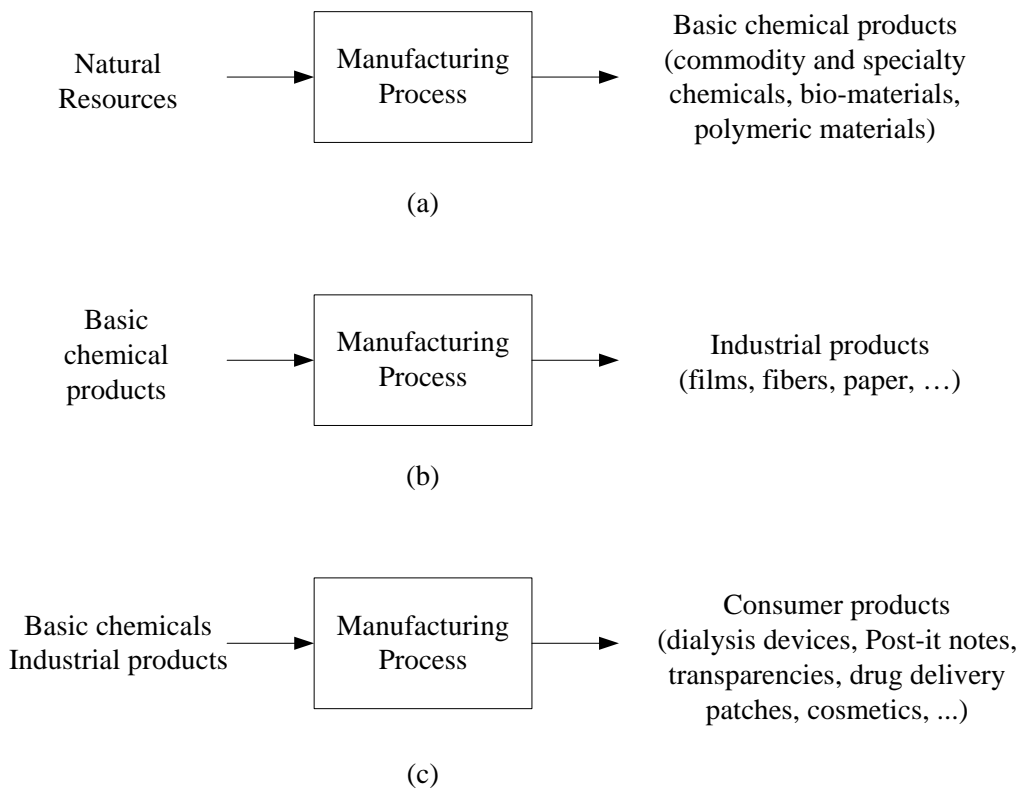 Natural
Resources
Manufacturing
Process
Basic chemical products
(commodity and specialty
chemicals, bio-materials,
polymeric materials)
(a)
Basic
chemical
products
Manufacturing
Process
Industrial products
(films, fibers, paper, …)
(b)
Basic chemicals
Industrial products
Manufacturing
Process
Consumer products
(dialysis devices, Post-it notes,
transparencies, drug delivery
patches, cosmetics, ...)
(c)